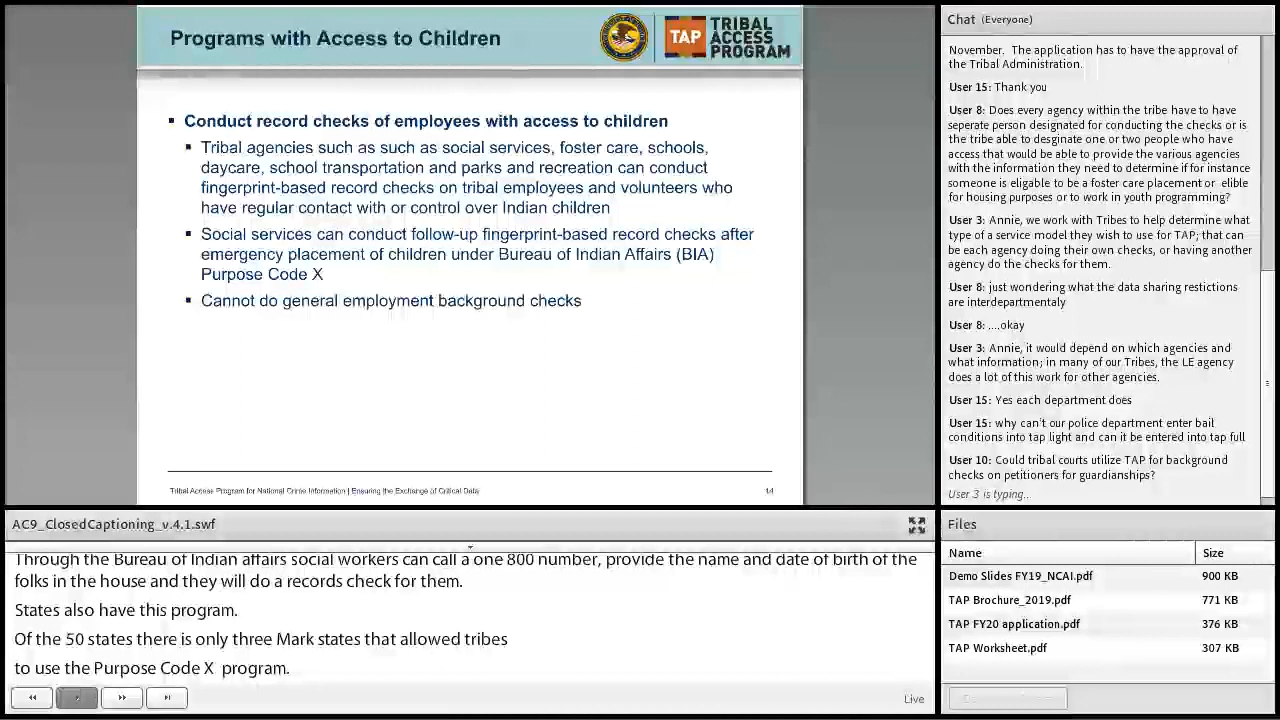 Programs with Access to Children
TAP
TRIBAL
ACCESS
PROGRAM
▪ Conduct record checks of employees with access to children
▪ Tribal agencies such as such as social services, foster care, schools,
daycare, school transportation and parks and recreation can conduct
fingerprint-based record checks on tribal employees and volunteers who
have regular contact with or control over Indian children
▪ Social services can conduct follow-up fingerprint-based record checks after
emergency placement of children under Bureau of Indian Affairs (BIA)
Purpose Code X
▪ Cannot do general employment background checks
Tribal Access Program for National Crime Information | Ensuring the Exchange of Critical Data
14
AC9_ClosedCaptioning_v.4.1.swf
Through the Bureau of Indian affairs social workers can call a one 800 number, provide the name and date of birth of the
folks in the house and they will do a records check for them.
States also have this program.
Of the 50 states there is only three Mark states that allowed tribes
to use the Purpose Code X program.
Live
Chat (Everyone)
November. The application has to have the approval of
the Tribal Administration.
User 15: Thank you
User 8: Does every agency within the tribe have to have
seperate person designated for conducting the checks or is
the tribe able to desginate one or two people who have
access that would be able to provide the various agencies
with the information they need to determine if for instance
someone is eligable to be a foster care placement or elible
for housing purposes or to work in youth programming?
User 3: Annie, we work with Tribes to help determine what
type of a service model they wish to use for TAP; that can
be each agency doing their own checks, or having another
agency do the checks for them.
User 8: just wondering what the data sharing restictions
are interdepartmentaly
User 8: ....okay
User 3: Annie, it would depend on which agencies and
what information; in many of our Tribes, the LE agency
does a lot of this work for other agencies.
User 15: Yes each department does
User 15: why can't our police department enter bail
conditions into tap light and can it be entered into tap full
User 10: Could tribal courts utilize TAP for background
checks on petitioners for guardianships?
User 3 is typing..
Files
Name Size
Demo Slides FY19_NCAI.pdf 900 KB
TAP Brochure_2019.pdf 771 KB
TAP FY20 application.pdf 376 KB
TAP Worksheet.pdf 307 KB